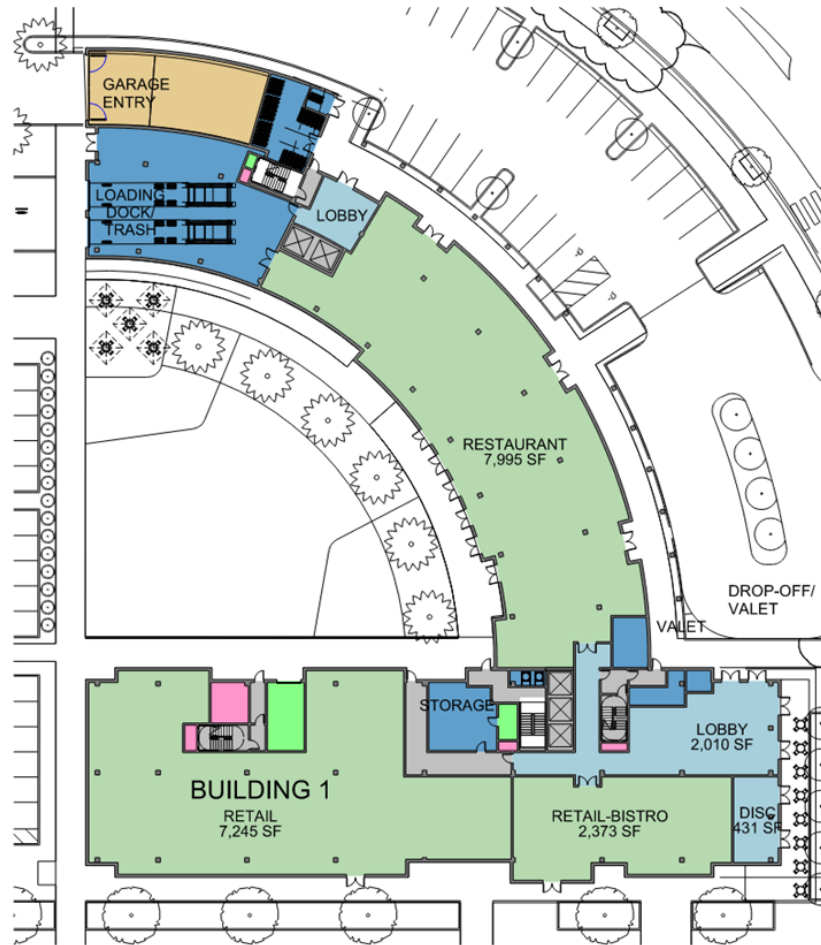 GARAGE
ENTRY
LOADING
DOCK/
TRASH
LOBBY
RESTAURANT
7,995 SF
DROP-OFF/
VALET
VALET
STORAGE
LOBBY
2,010 SF
BUILDING 1
RETAIL
7,245 SF
RETAIL-BISTRO
2,373 SF
DISC
431 SF